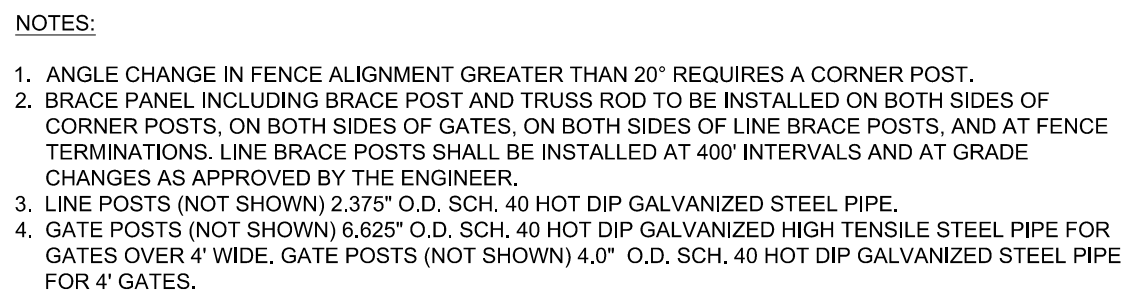 NOTES:
1. ANGLE CHANGE IN FENCE ALIGNMENT GREATER THAN 20° REQUIRES A CORNER POST.
2. BRACE PANEL INCLUDING BRACE POST AND TRUSS ROD TO BE INSTALLED ON BOTH SIDES OF
CORNER POSTS, ON BOTH SIDES OF GATES, ON BOTH SIDES OF LINE BRACE POSTS, AND AT FENCE
TERMINATIONS. LINE BRACE POSTS SHALL BE INSTALLED AT 400' INTERVALS AND AT GRADE
CHANGES AS APPROVED BY THE ENGINEER.
3. LINE POSTS (NOT SHOWN) 2.375" O.D. SCH. 40 HOT DIP GALVANIZED STEEL PIPE.
4. GATE POSTS (NOT SHOWN) 6.625" O.D. SCH. 40 HOT DIP GALVANIZED HIGH TENSILE STEEL PIPE FOR
GATES OVER 4' WIDE. GATE POSTS (NOT SHOWN) 4.0" O.D. SCH. 40 HOT DIP GALVANIZED STEEL PIPE
FOR 4' GATES.